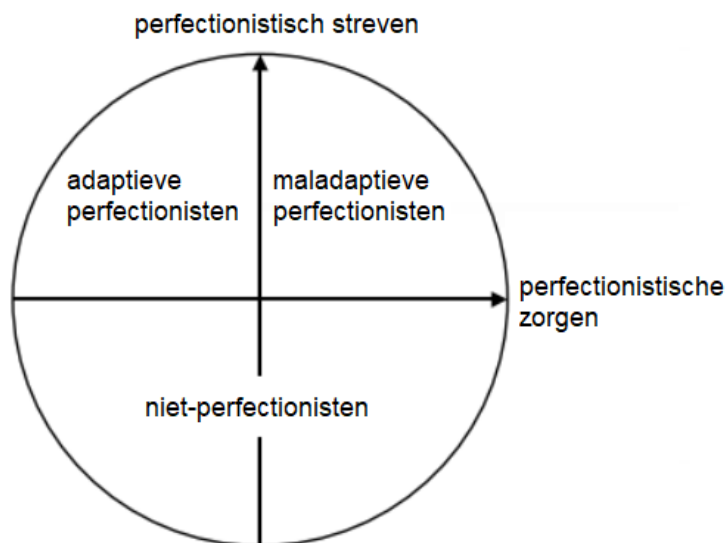 perfectionistisch streven
adaptieve
perfectionisten
maladaptieve
perfectionisten
perfectionistische
zorgen
niet-perfectionisten